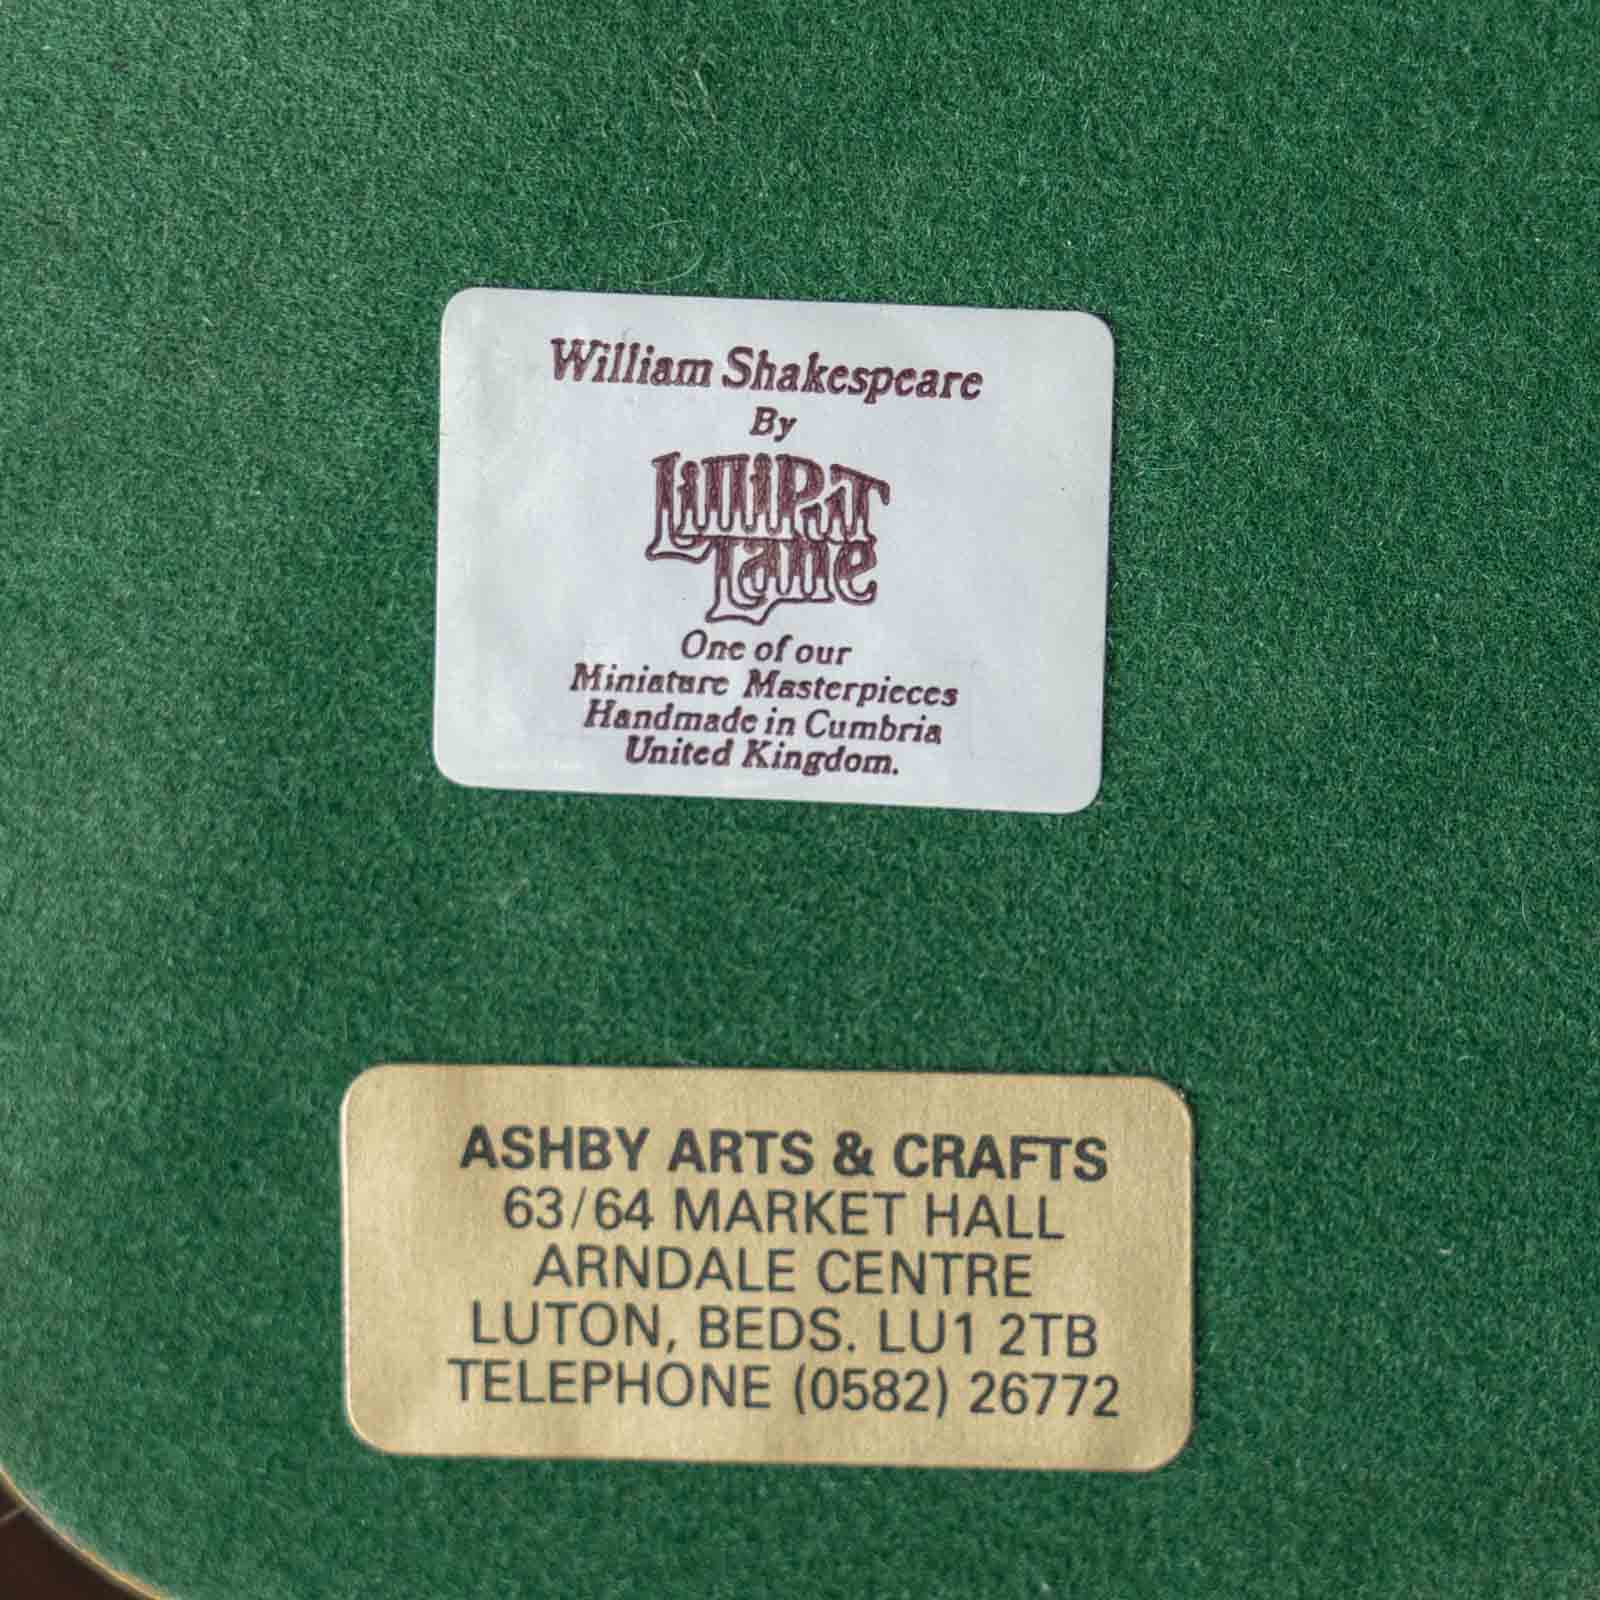 William Shakespeare
By
Lilliput
Lane
One of our
Miniature Masterpieces
Handmade in Cumbria
United Kingdom.
ASHBY ARTS & CRAFTS
63/64 MARKET HALL
ARNDALE CENTRE
LUTON, BEDS. LU1 2TB
TELEPHONE (0582) 26772